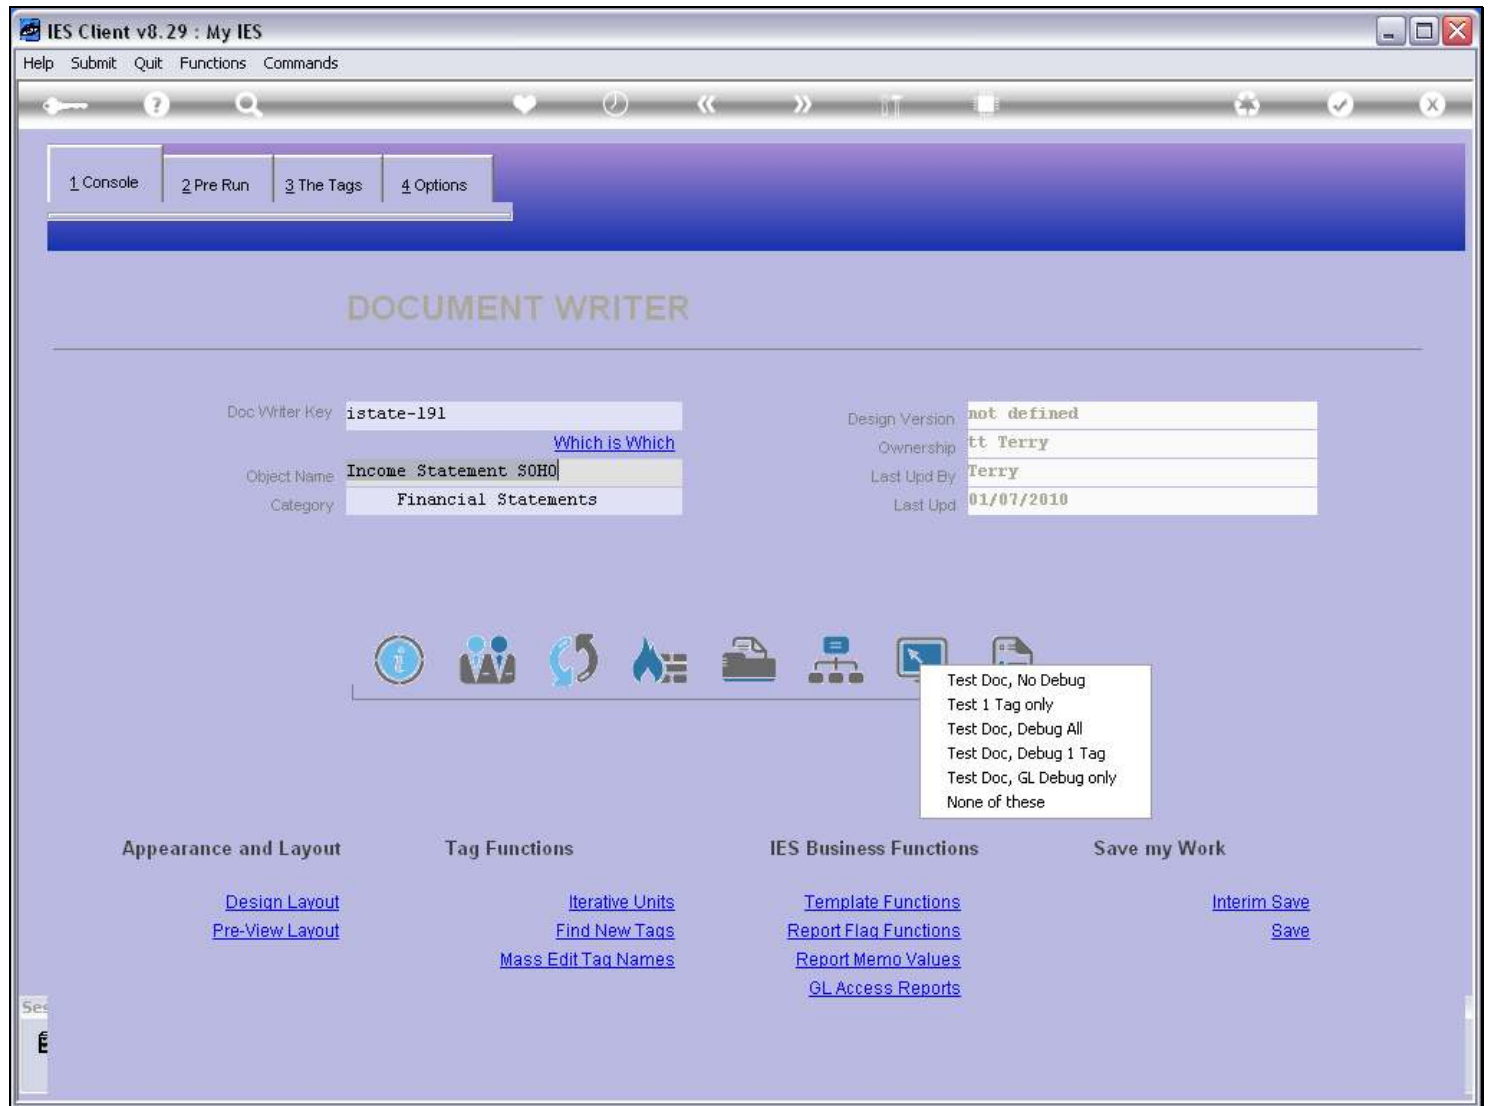 IES Client v8.29 : My IES
Help Submit Quit Functions Commands
1 Console 2 Pre Run 3 The Tags 4 Options
DOCUMENT WRITER
Doc Writer Key istate-191
Which is Which
Object Name Income Statement SOHO
Category Financial Statements
Design Version not defined
Ownership tt Terry
Last Upd By Terry
Last Upd 01/07/2010
Test Doc, No Debug
Test 1 Tag only
Test Doc, Debug All
Test Doc, Debug 1 Tag
Test Doc, GL Debug only
None of these
Appearance and Layout
Design Layout
Pre-View Layout
Tag Functions
Iterative Units
Find New Tags
Mass Edit Tag Names
IES Business Functions
Template Functions
Report Flag Functions
Report Memo Values
GL Access Reports
Save my Work
Interim Save
Save